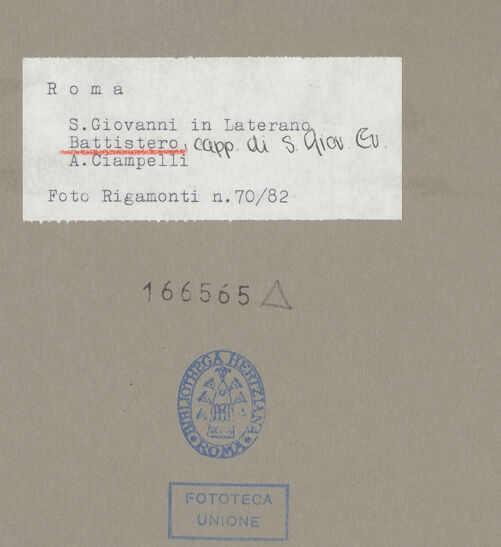 Roma
S.Giovanni in Laterano
Battistero, capp. di S. Giov. Ev.
A.Ciampelli
Foto Rigamonti n.70/82
166565
BIBLIOTHECA HERTZIANA
ROMA
FOTOTECA
UNIONE